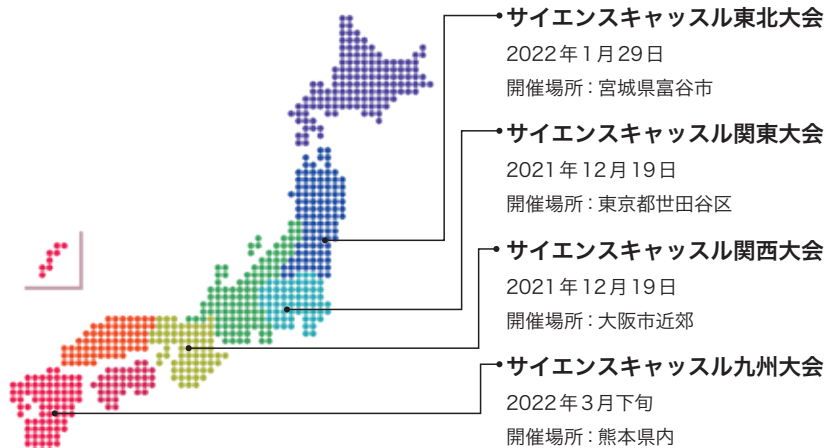 サイエンスキャッスル東北大会
2022年1月29日
開催場所：宮城県富谷市
サイエンスキャッスル関東大会
2021年12月19日
開催場所：東京都世田谷区
サイエンスキャッスル関西大会
2021年12月19日
開催場所：大阪市近郊
サイエンスキャッスル九州大会
2022年3月下旬
開催場所：熊本県内